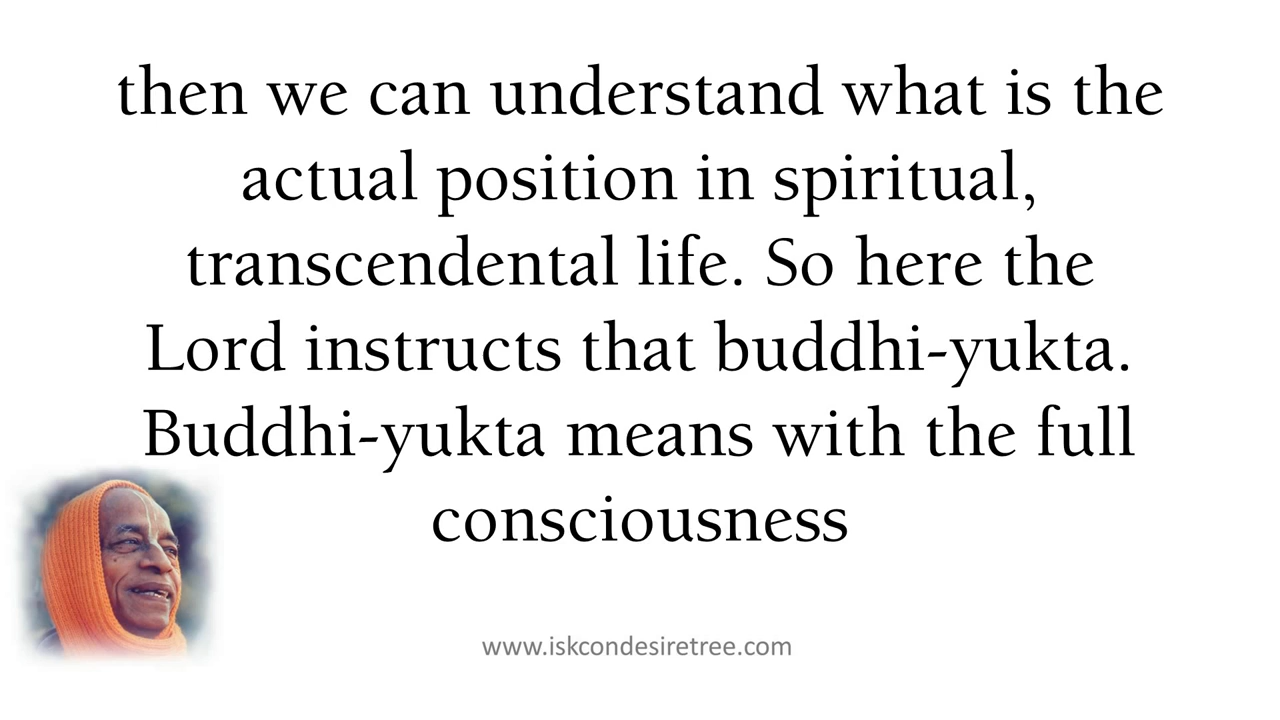 then we can understand what is the
actual position in spiritual,
transcendental life. So here the
Lord instructs that buddhi-yukta.
Buddhi-yukta means with the full
consciousness
www.iskcondesiretree.com